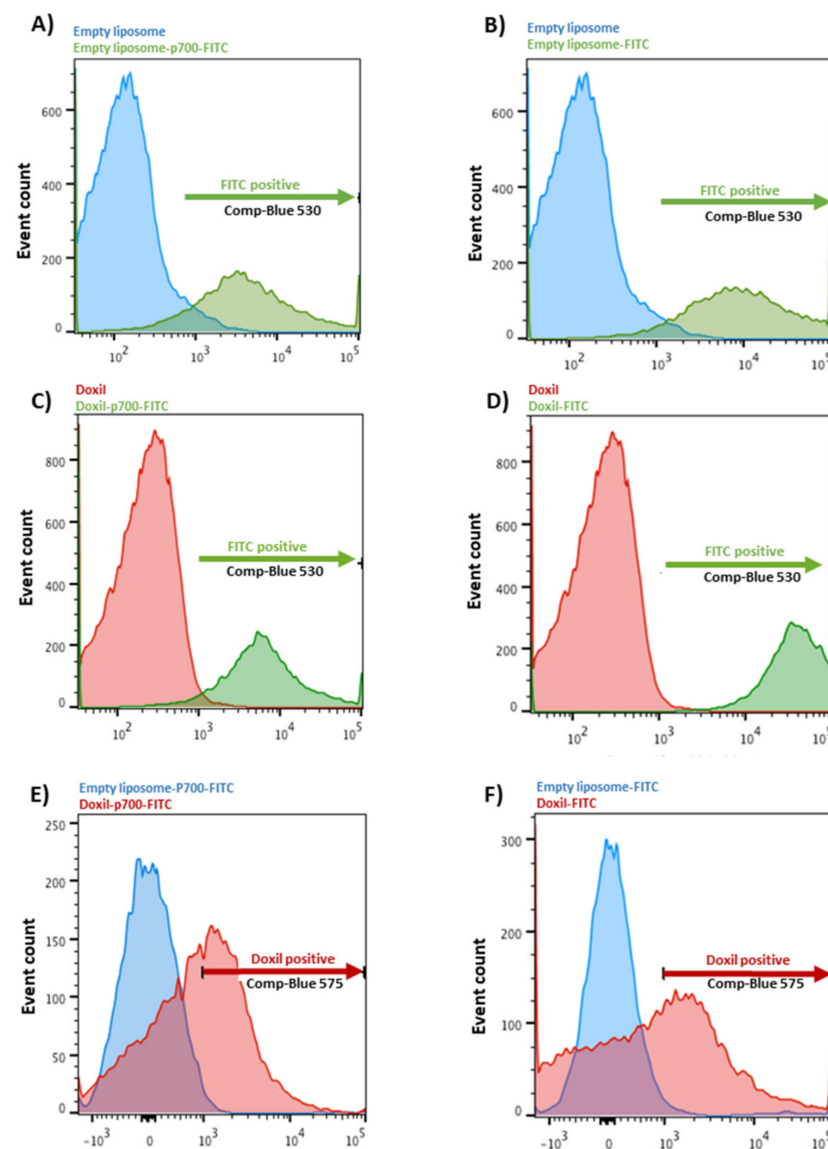 A)
Empty liposome
Empty liposome-p700-FITC
Event count
600
400
200
0
FITC positive
Comp-Blue 530
10² 10³ 10⁴ 10⁵
B)
Empty liposome
Empty liposome-FITC
Event count
600
400
200
0
FITC positive
Comp-Blue 530
10² 10³ 10⁴ 10⁵
C)
Doxil
Doxil-p700-FITC
Event count
800
600
400
200
0
FITC positive
Comp-Blue 530
10² 10³ 10⁴ 10⁵
D)
Doxil
Doxil-FITC
Event count
800
600
400
200
0
FITC positive
Comp-Blue 530
10² 10³ 10⁴ 10⁵
E)
Empty liposome-P700-FITC
Doxil-p700-FITC
Event count
250
200
150
100
50
0
Doxil positive
Comp-Blue 575
-10³ 0 10³ 10⁴ 10⁵
F)
Empty liposome-FITC
Doxil-FITC
Event count
300
200
100
0
Doxil positive
Comp-Blue 575
-10³ 0 10³ 10⁴ 10⁵